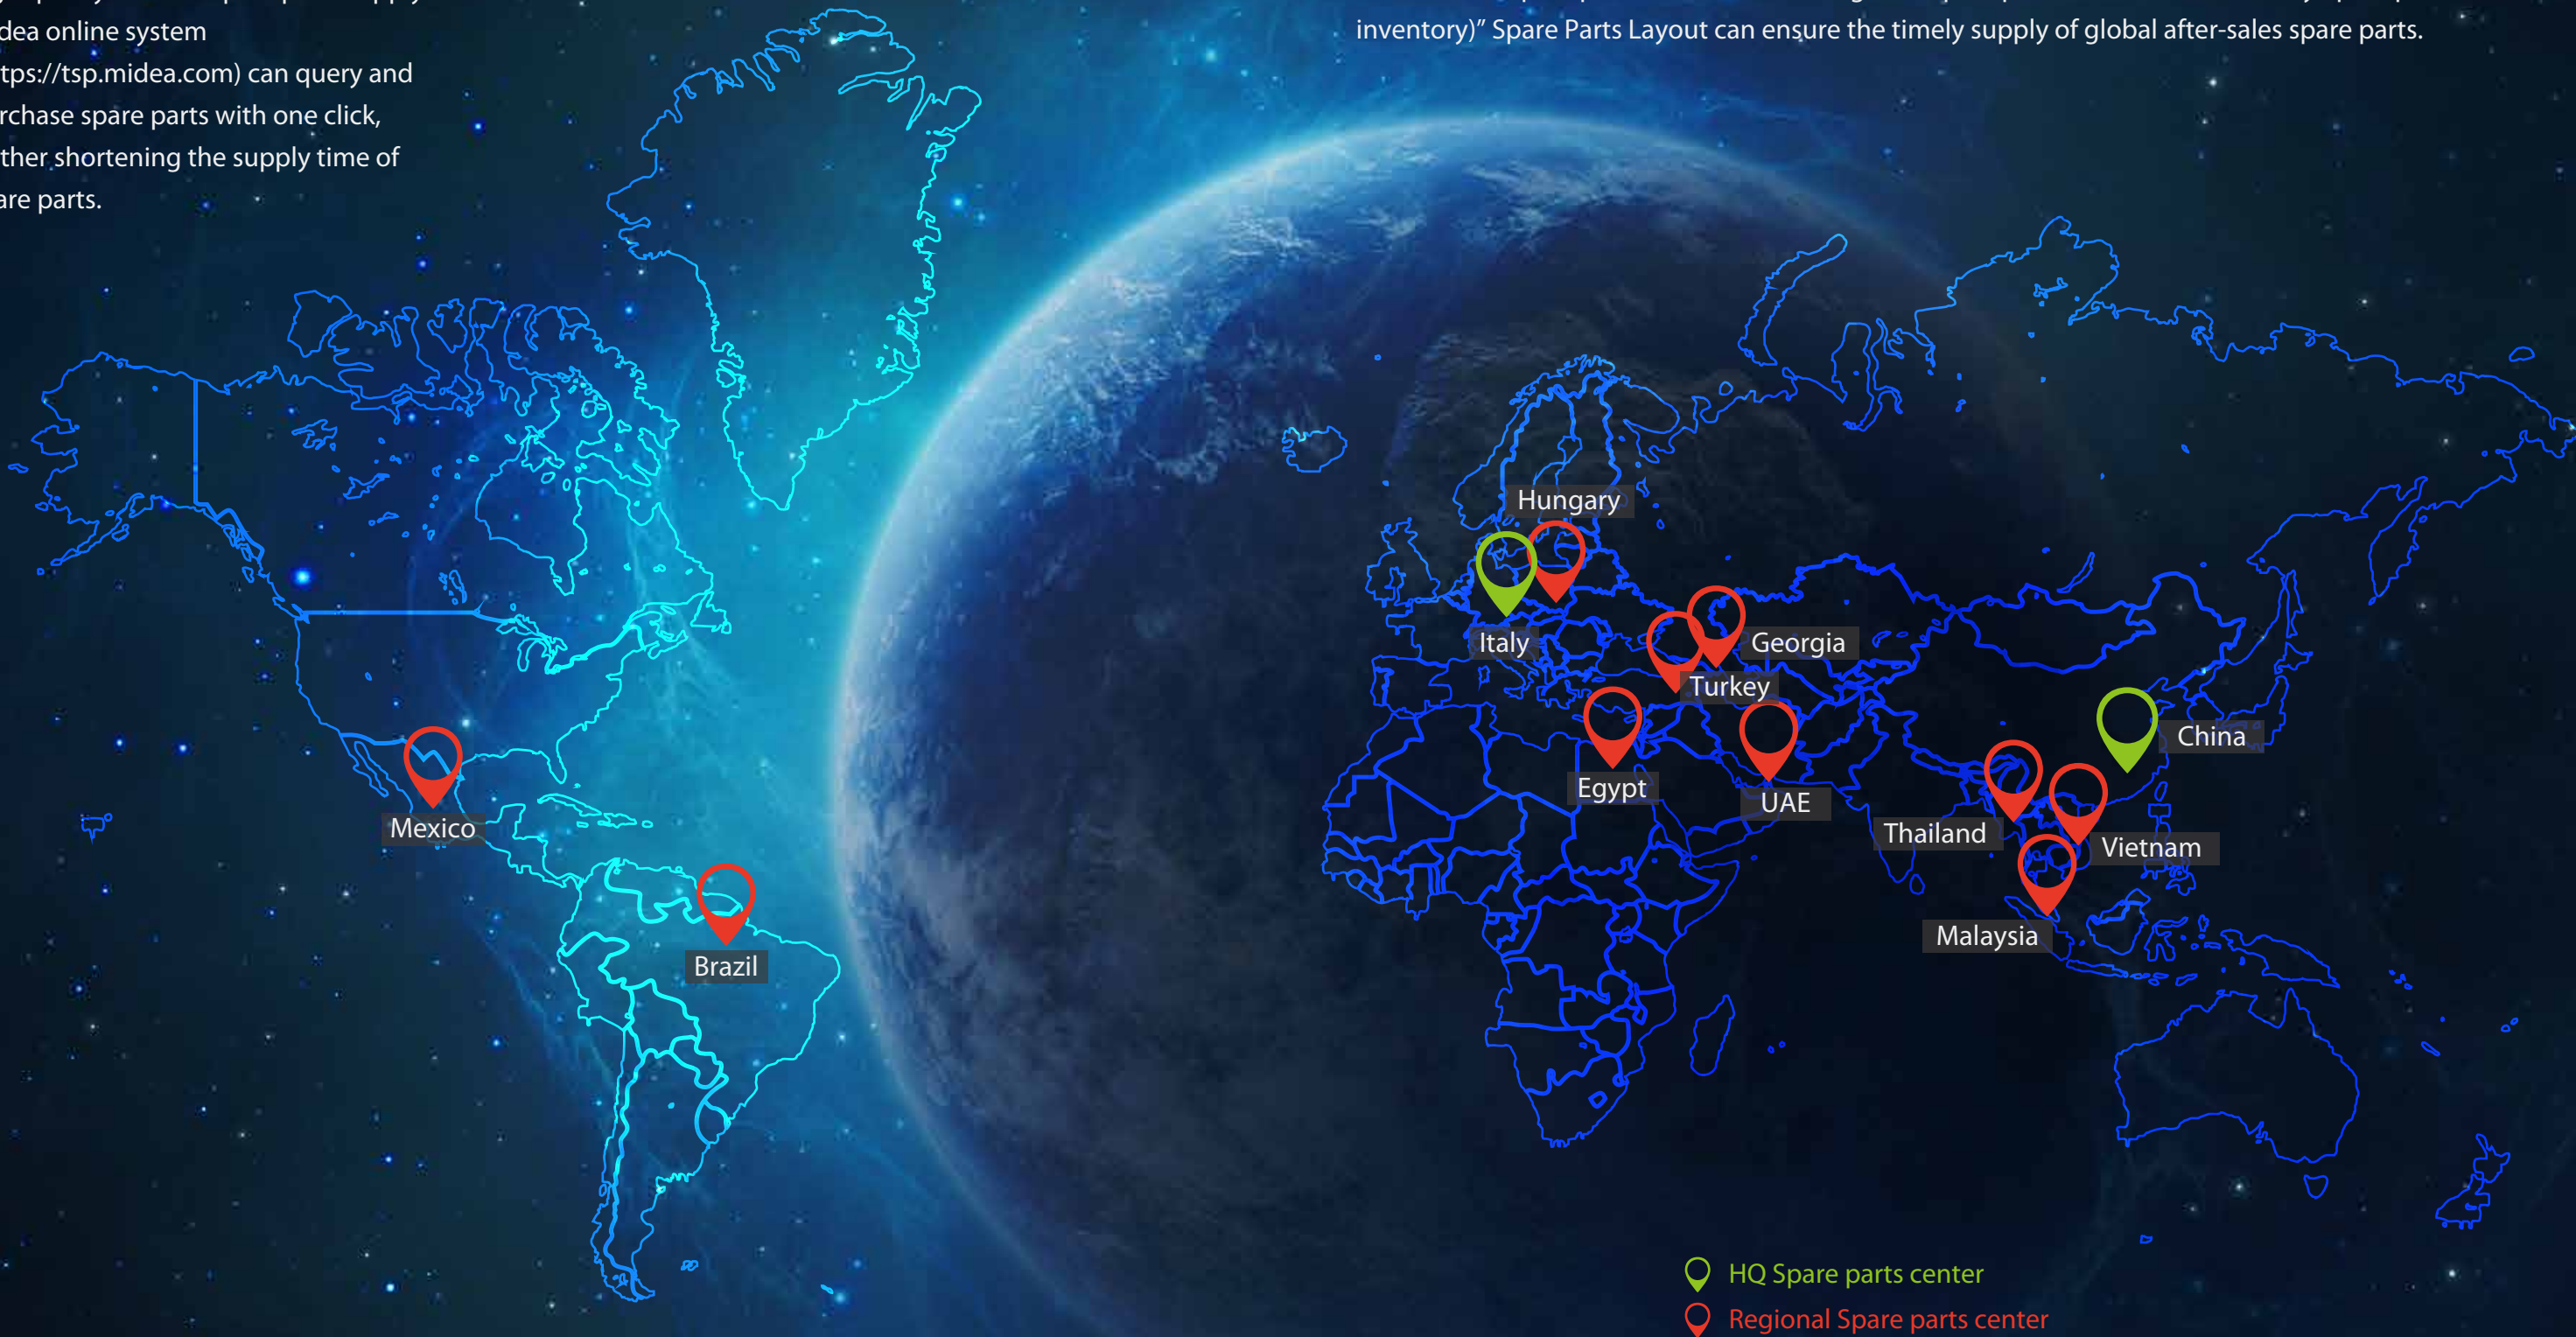 dea online system
tps://tsp.midea.com) can query and
rchase spare parts with one click,
ther shortening the supply time of
are parts.
inventory)” Spare Parts Layout can ensure the timely supply of global after-sales spare parts.
Hungary
Italy
Georgia
Turkey
China
Egypt
UAE
Mexico
Thailand
Vietnam
Malaysia
Brazil
HQ Spare parts center
Regional Spare parts center